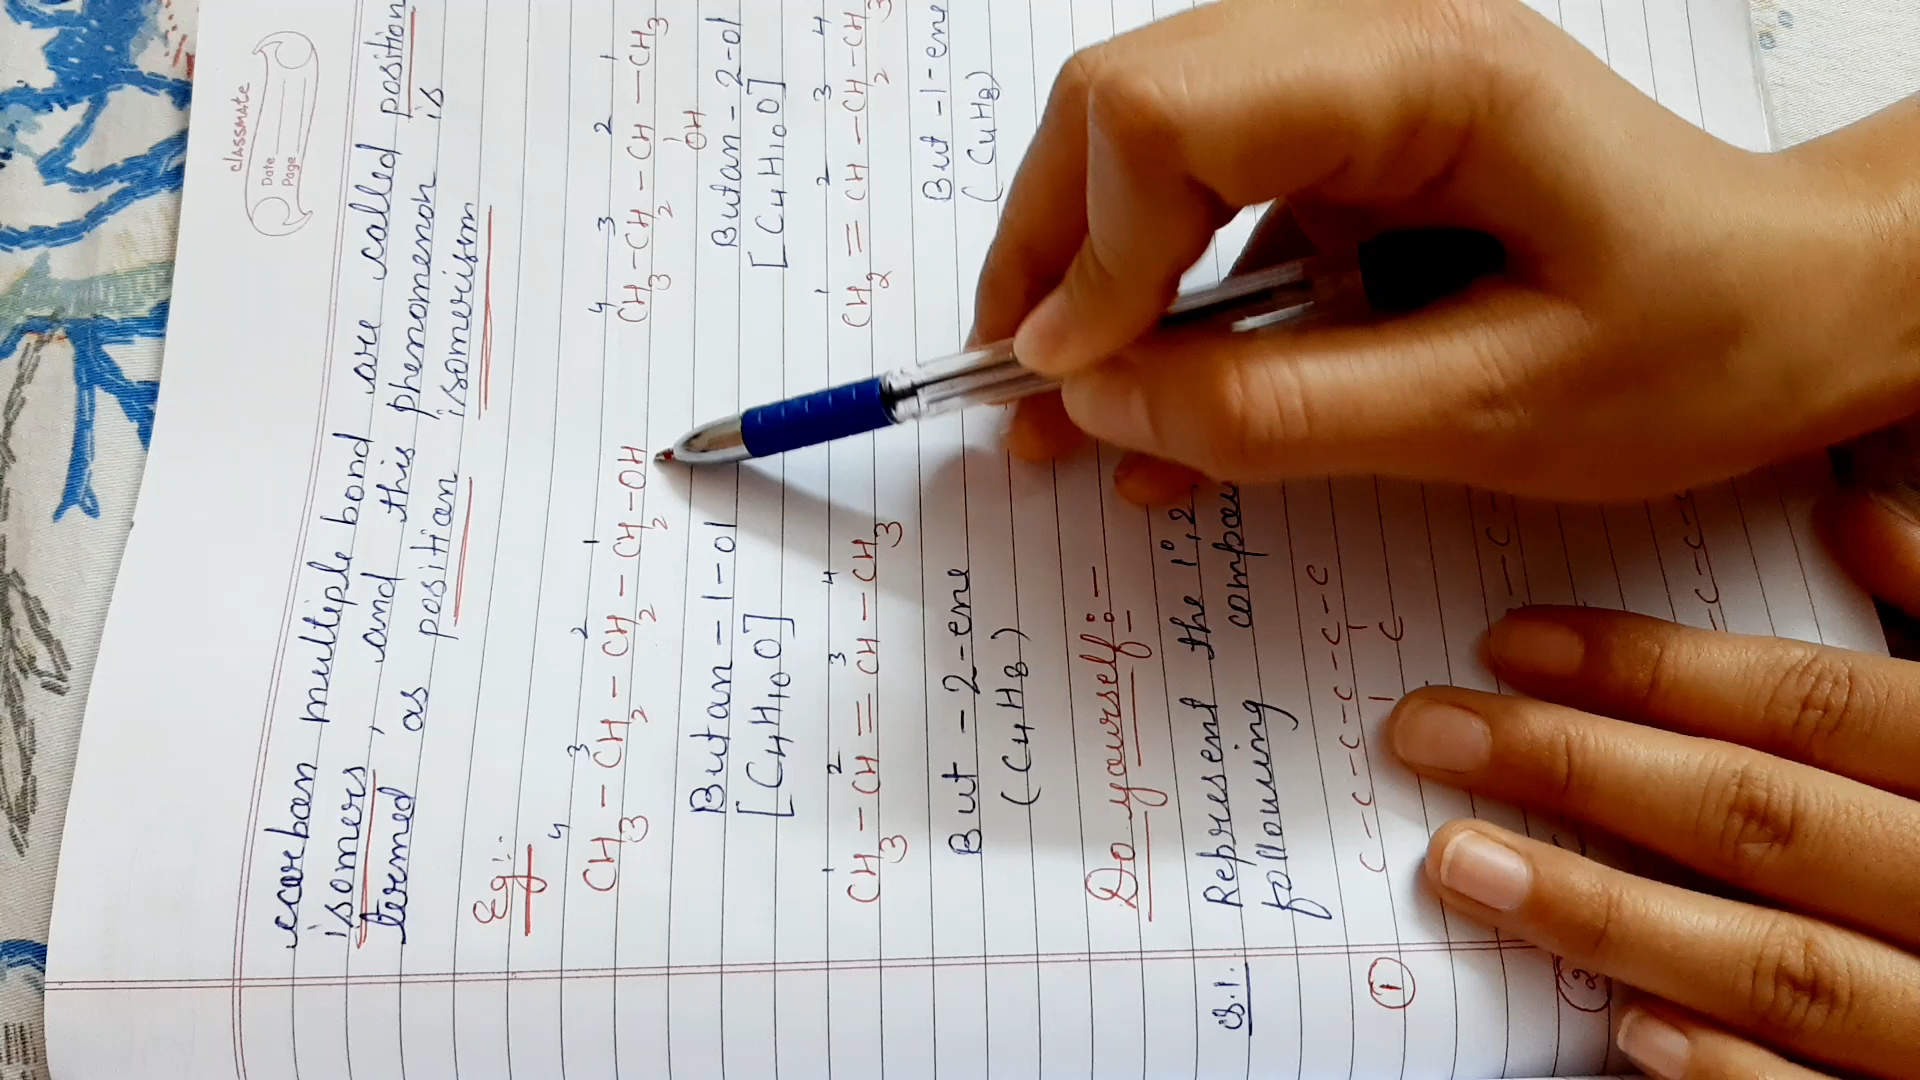 classmate
Date
Page
carbon multiple bond are called position
isomers, and this phenomenon is
termed as position isomerism
Eg:-
4 3 2 1
CH3-CH2-CH2-CH2-OH
Butan-1-ol
[C4H10O]
4 3 2 1
CH3-CH2-CH-CH3
OH
Butan-2-ol
[C4H10O]
1 2 3 4
CH3-CH=CH-CH3
But-2-ene
(C4H8)
1 2 3 4
CH2=CH-CH2-CH3
But-1-ene
(C4H8)
Do yourself:-
Q.1. Represent the 1°, 2
following
① C-C-C-C-C-C
C C
②